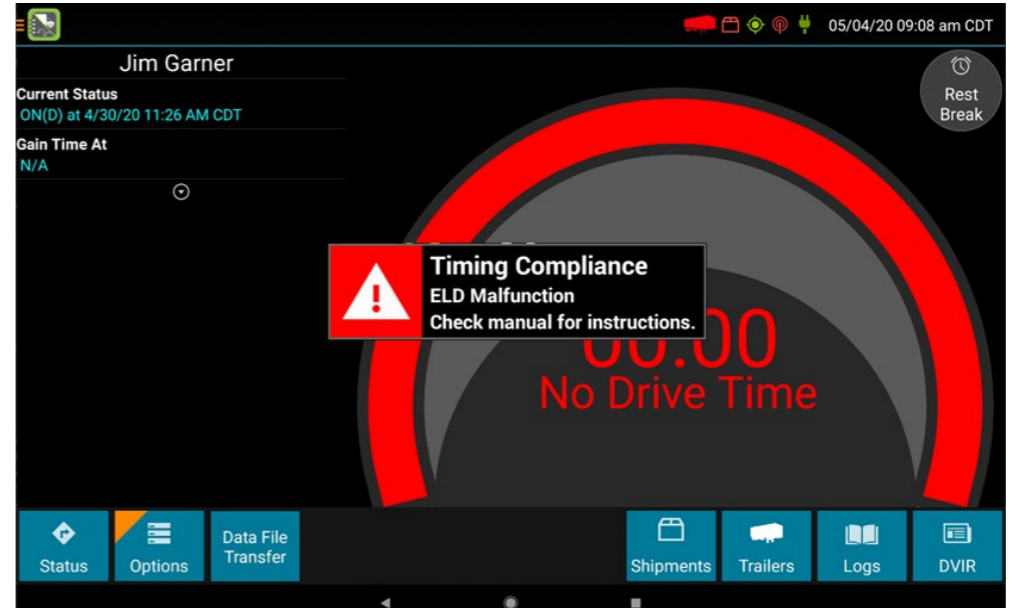 05/04/20 09:08 am CDT
Jim Garner
Current Status
ON(D) at 4/30/20 11:26 AM CDT
Gain Time At
N/A
Rest
Break
Timing Compliance
ELD Malfunction
Check manual for instructions.
00:00
No Drive Time
Status
Options
Data File
Transfer
Shipments
Trailers
Logs
DVIR